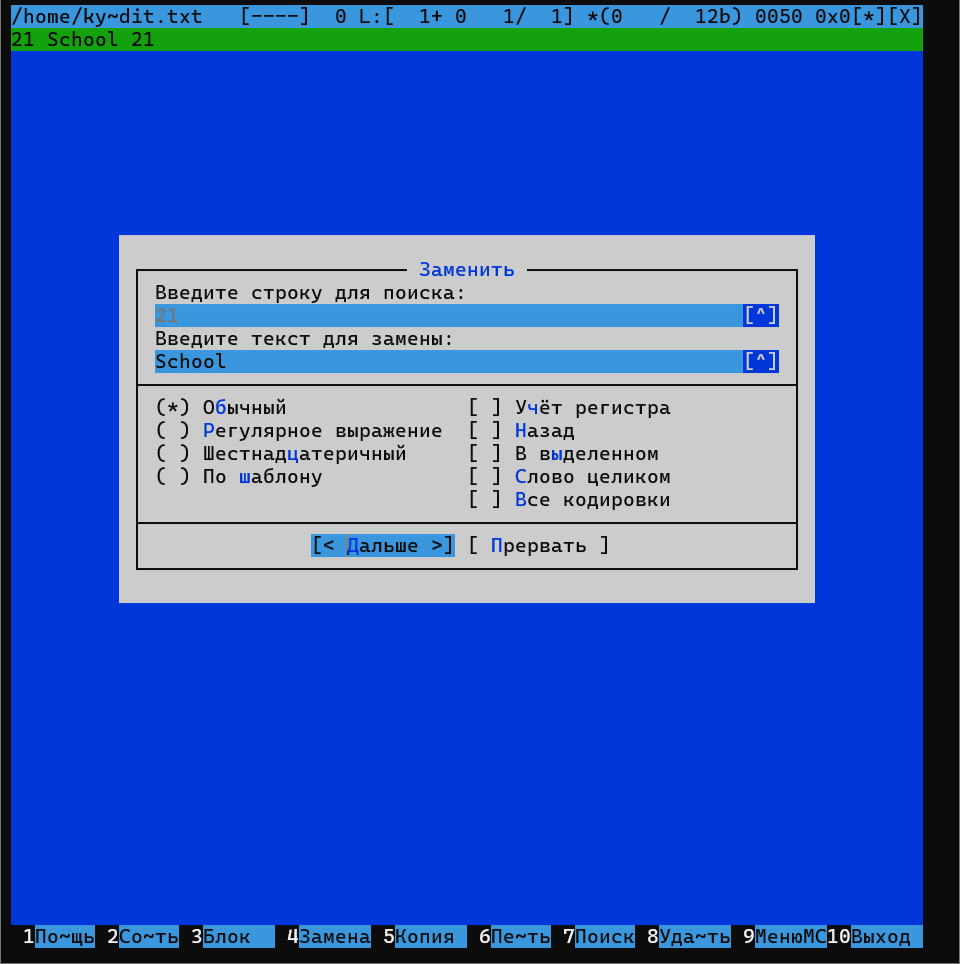 /home/ky~dit.txt   [----]  0 L:[  1+ 0   1/  1] *(0   /  12b) 0050 0x0[*][X]
21 School 21
Заменить
Введите строку для поиска:
21 [^]
Введите текст для замены:
School [^]
(*) Обычный [ ] Учёт регистра
( ) Регулярное выражение [ ] Назад
( ) Шестнадцатеричный [ ] В выделенном
( ) По шаблону [ ] Слово целиком
[ ] Все кодировки
[< Дальше >] [ Прервать ]
1По~щь 2Со~ть 3Блок 4Замена 5Копия 6Пе~ть 7Поиск 8Уда~ть 9МенюМС10Выход